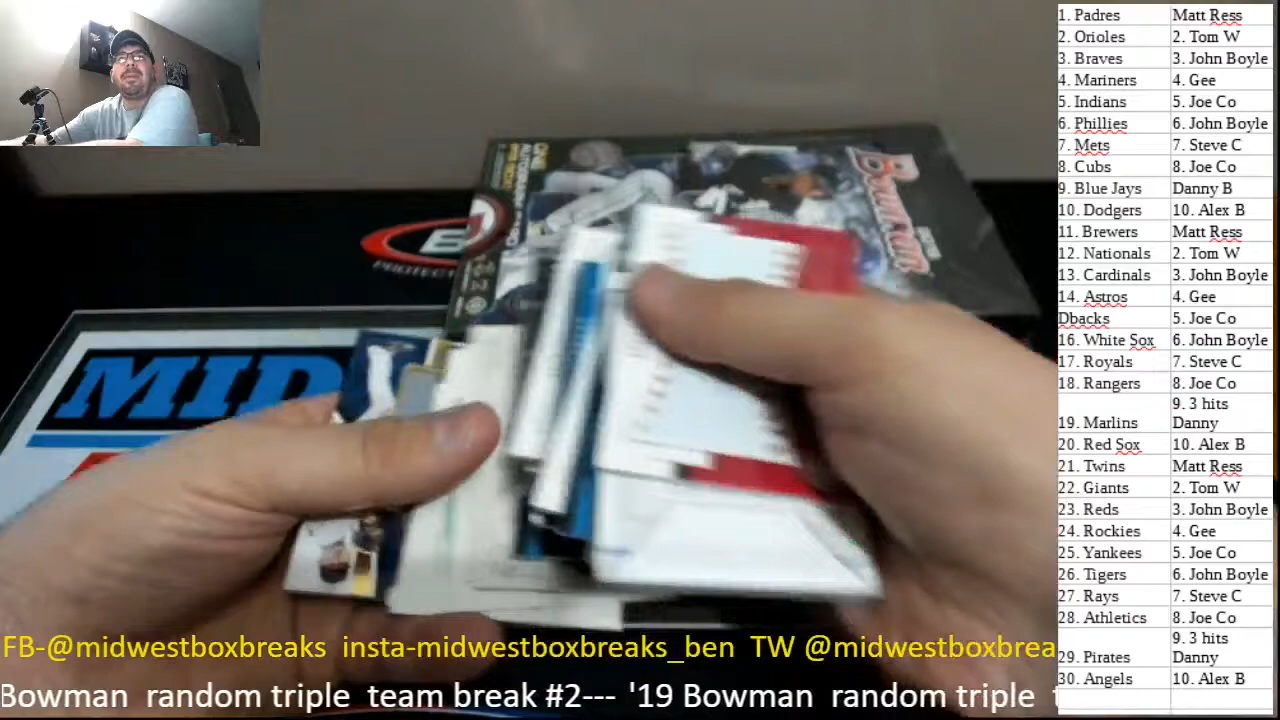 1. Padres Matt Ress
2. Orioles 2. Tom W
3. Braves 3. John Boyle
4. Mariners 4. Gee
5. Indians 5. Joe Co
6. Phillies 6. John Boyle
7. Mets 7. Steve C
8. Cubs 8. Joe Co
9. Blue Jays Danny B
10. Dodgers 10. Alex B
11. Brewers Matt Ress
12. Nationals 2. Tom W
13. Cardinals 3. John Boyle
14. Astros 4. Gee
Dbacks 5. Joe Co
16. White Sox 6. John Boyle
17. Royals 7. Steve C
18. Rangers 8. Joe Co
9. 3 hits
19. Marlins Danny
20. Red Sox 10. Alex B
21. Twins Matt Ress
22. Giants 2. Tom W
23. Reds 3. John Boyle
24. Rockies 4. Gee
25. Yankees 5. Joe Co
26. Tigers 6. John Boyle
27. Rays 7. Steve C
28. Athletics 8. Joe Co
9. 3 hits
29. Pirates Danny
30. Angels 10. Alex B
Bowman
ONE
AUTOGRAPHED CARD
MID
FB-@midwestboxbreaks insta-midwestboxbreaks_ben TW @midwestboxbrea
Bowman random triple team break #2--- '19 Bowman random triple t